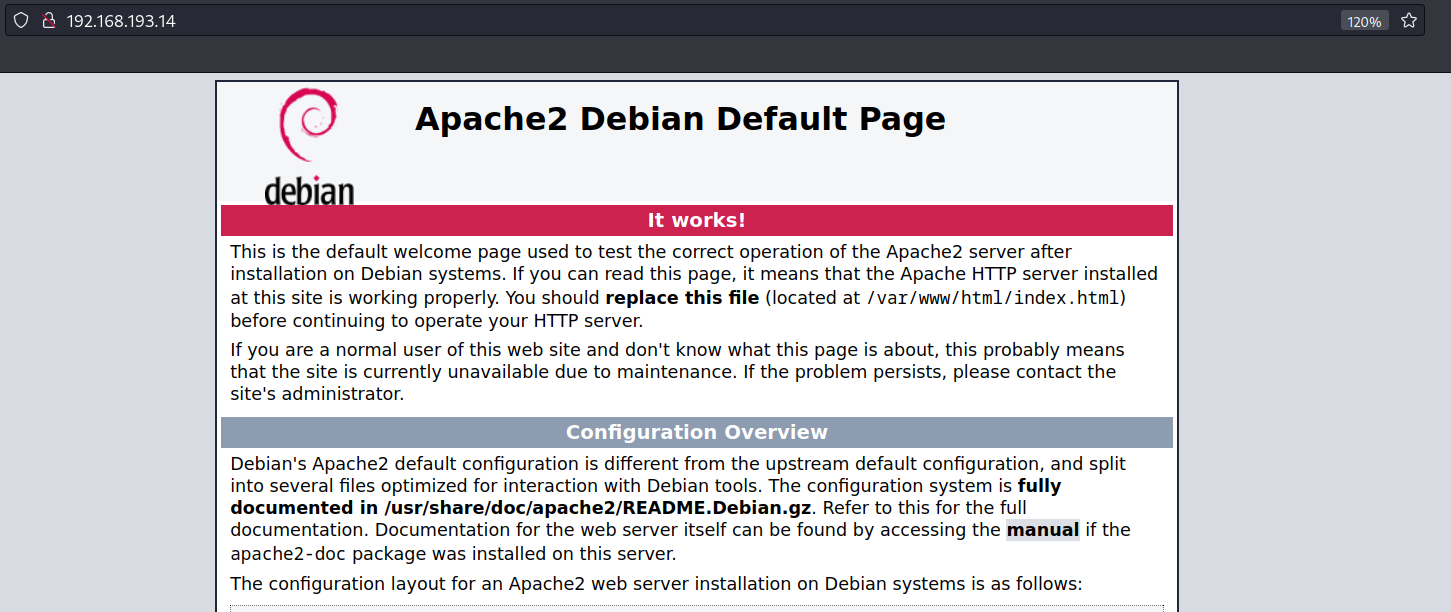 192.168.193.14
120%
debian
Apache2 Debian Default Page
It works!
This is the default welcome page used to test the correct operation of the Apache2 server after
installation on Debian systems. If you can read this page, it means that the Apache HTTP server installed
at this site is working properly. You should replace this file (located at /var/www/html/index.html)
before continuing to operate your HTTP server.
If you are a normal user of this web site and don't know what this page is about, this probably means
that the site is currently unavailable due to maintenance. If the problem persists, please contact the
site's administrator.
Configuration Overview
Debian's Apache2 default configuration is different from the upstream default configuration, and split
into several files optimized for interaction with Debian tools. The configuration system is fully
documented in /usr/share/doc/apache2/README.Debian.gz. Refer to this for the full
documentation. Documentation for the web server itself can be found by accessing the manual if the
apache2-doc package was installed on this server.
The configuration layout for an Apache2 web server installation on Debian systems is as follows: